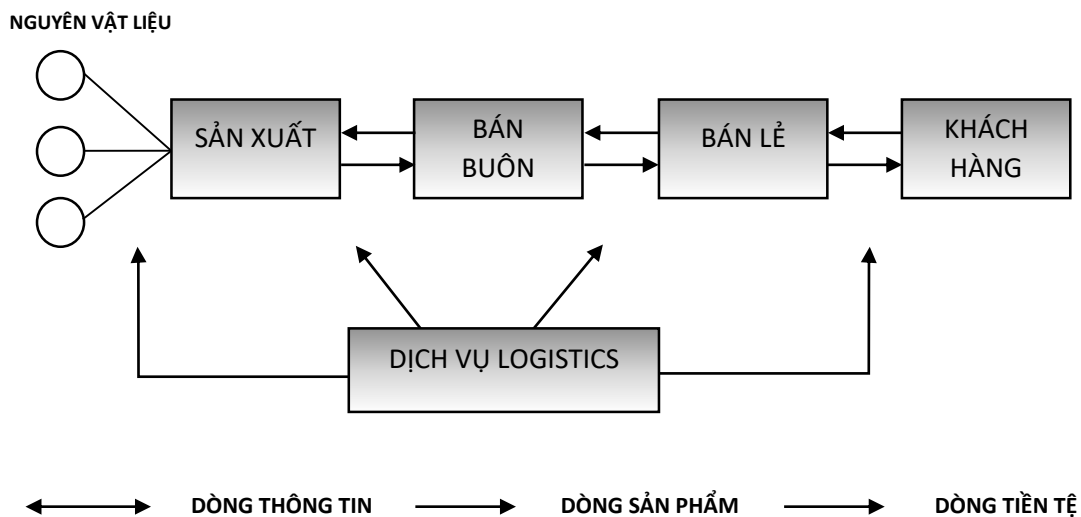 NGUYÊN VẬT LIỆU
SẢN XUẤT
BÁN
BUÔN
BÁN LẺ
KHÁCH
HÀNG
DỊCH VỤ LOGISTICS
DÒNG THÔNG TIN
DÒNG SẢN PHẨM
DÒNG TIỀN TỆ